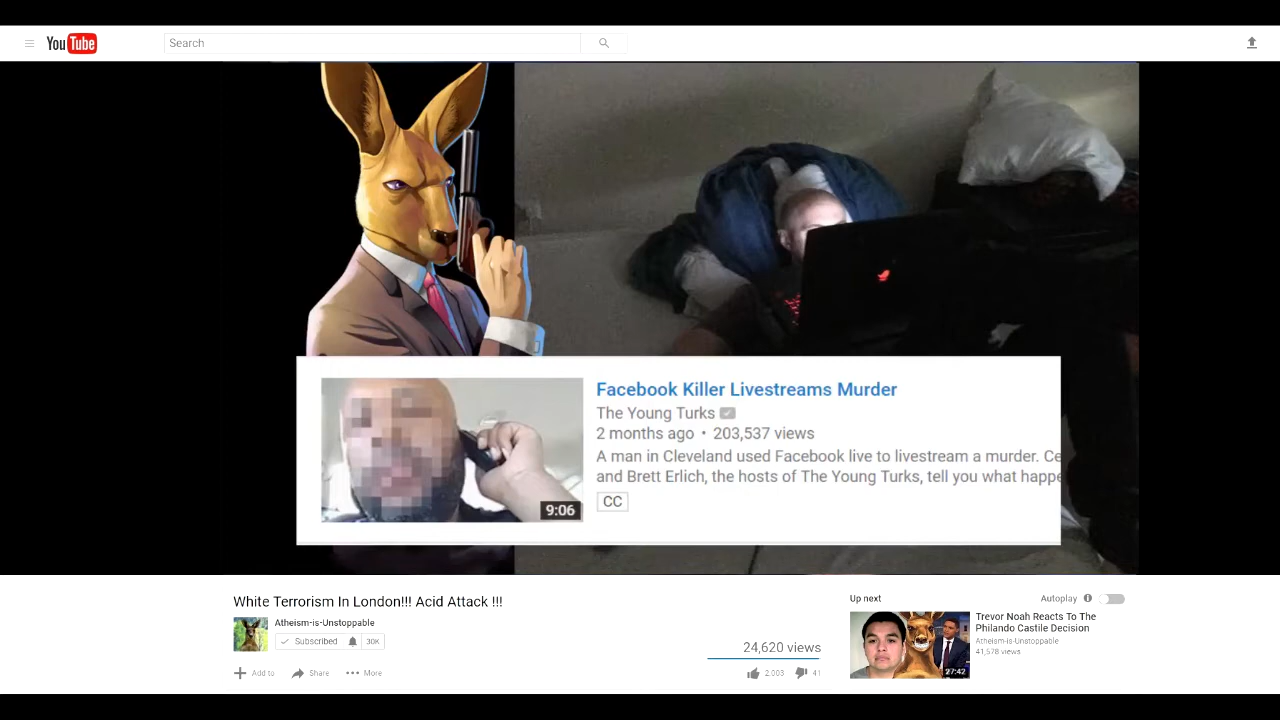 YouTube
Search
Facebook Killer Livestreams Murder
The Young Turks
2 months ago • 203,537 views
A man in Cleveland used Facebook live to livestream a murder. Ce
and Brett Erlich, the hosts of The Young Turks, tell you what happe
CC
9:06
White Terrorism In London!!! Acid Attack !!!
Atheism-is-Unstoppable
Subscribed 30K
24,620 views
Add to Share More
2,003 41
Up next Autoplay
Trevor Noah Reacts To The
Philando Castile Decision
Atheism-is-Unstoppable
41,578 views
27:42